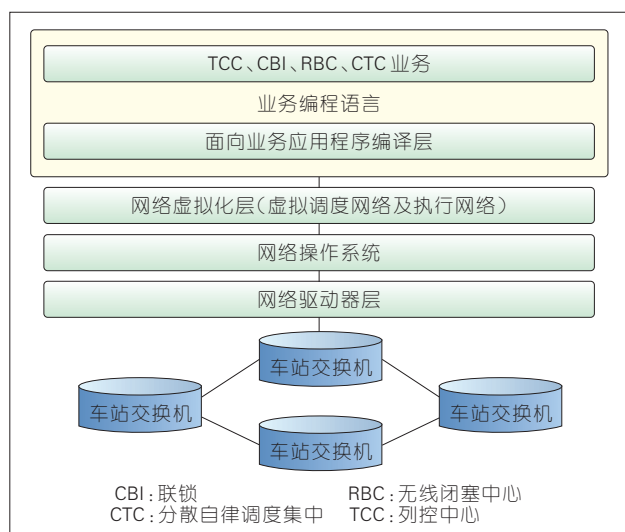 TCC、CBI、RBC、CTC业务
业务编程语言
面向业务应用程序编译层
网络虚拟化层(虚拟调度网络及执行网络)
网络操作系统
网络驱动器层
车站交换机
车站交换机
车站交换机
车站交换机
CBI:联锁
RBC:无线闭塞中心
CTC:分散自律调度集中
TCC:列控中心